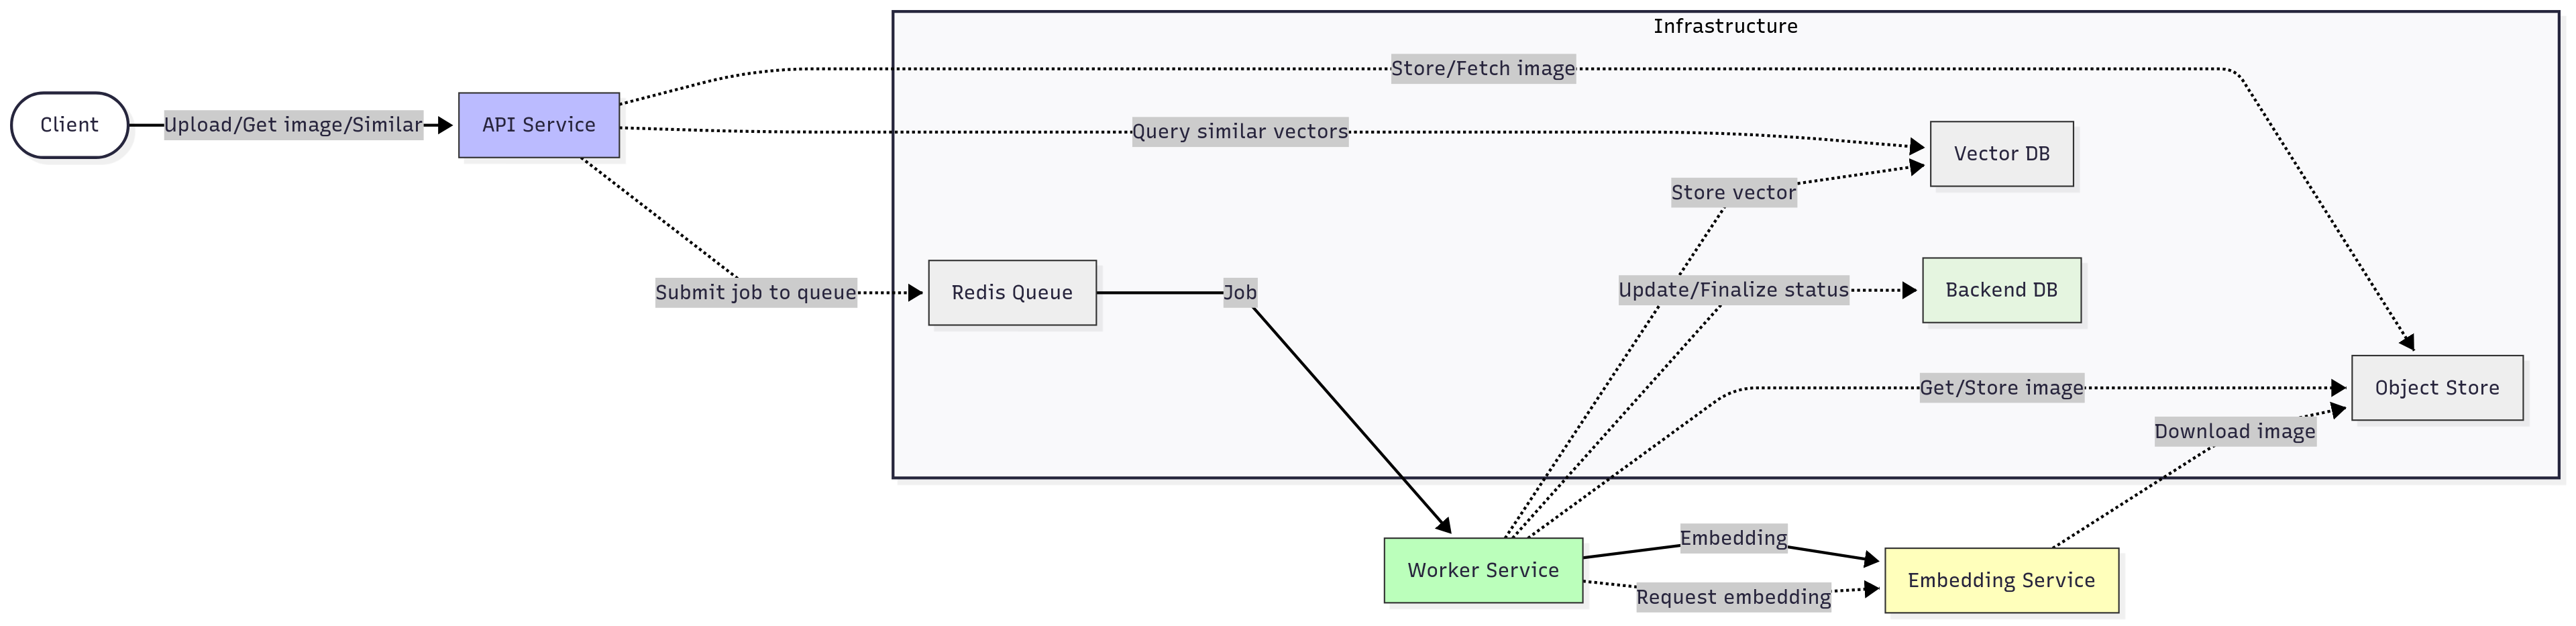 Infrastructure
Store/Fetch image
Client
Upload/Get image/Similar
API Service
Query similar vectors
Vector DB
Store vector
Submit job to queue
Redis Queue
Job
Update/Finalize status
Backend DB
Get/Store image
Object Store
Download image
Embedding
Worker Service
Request embedding
Embedding Service